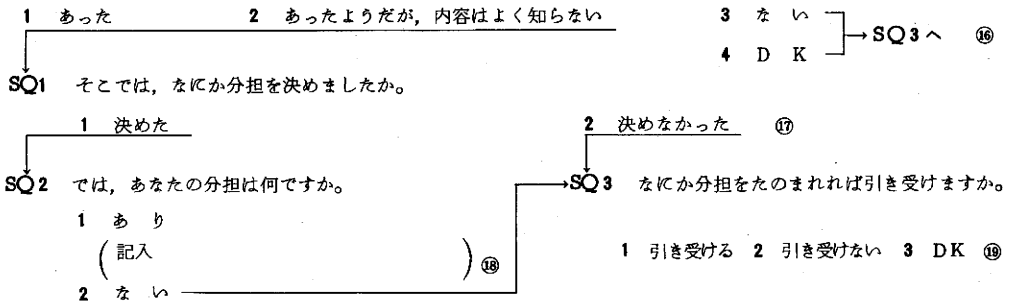 1 あった 2 あったようだが，内容はよく知らない 3 な い
4 D K
SQ3へ ⑯
SQ1 そこでは，なにか分担を決めましたか。
1 決めた 2 決めなかった ⑰
SQ2 では，あなたの分担は何ですか。 SQ3 なにか分担をたのまれれば引き受けますか。
1 あ り
(記入 ) ⑱ 1 引き受ける 2 引き受けない 3 DK ⑲
2 な い